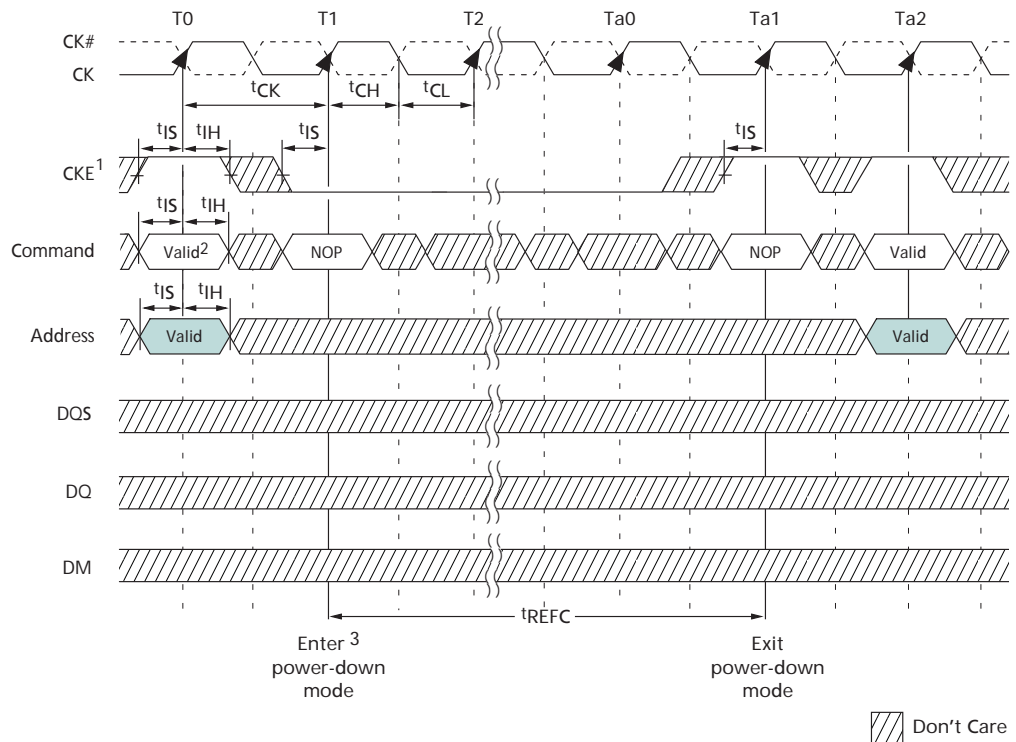 T0 T1 T2 Ta0 Ta1 Ta2
CK#
CK
tCK tCH tCL
tIS tIH tIS tIS
CKE1
tIS tIH
Command Valid2 NOP NOP Valid
tIS tIH
Address Valid Valid
DQS
DQ
DM
tREFC
Enter 3 Exit
power-down power-down
mode mode
Don't Care